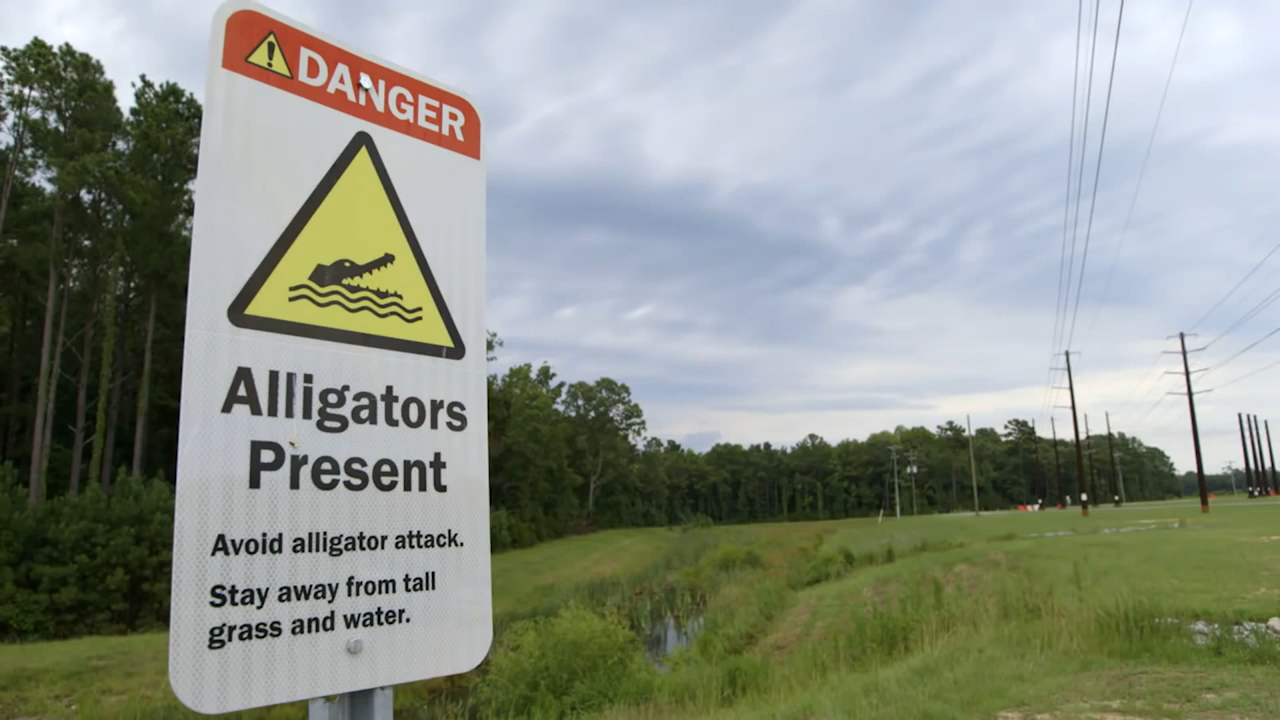 DANGER
Alligators
Present
Avoid alligator attack.
Stay away from tall
grass and water.